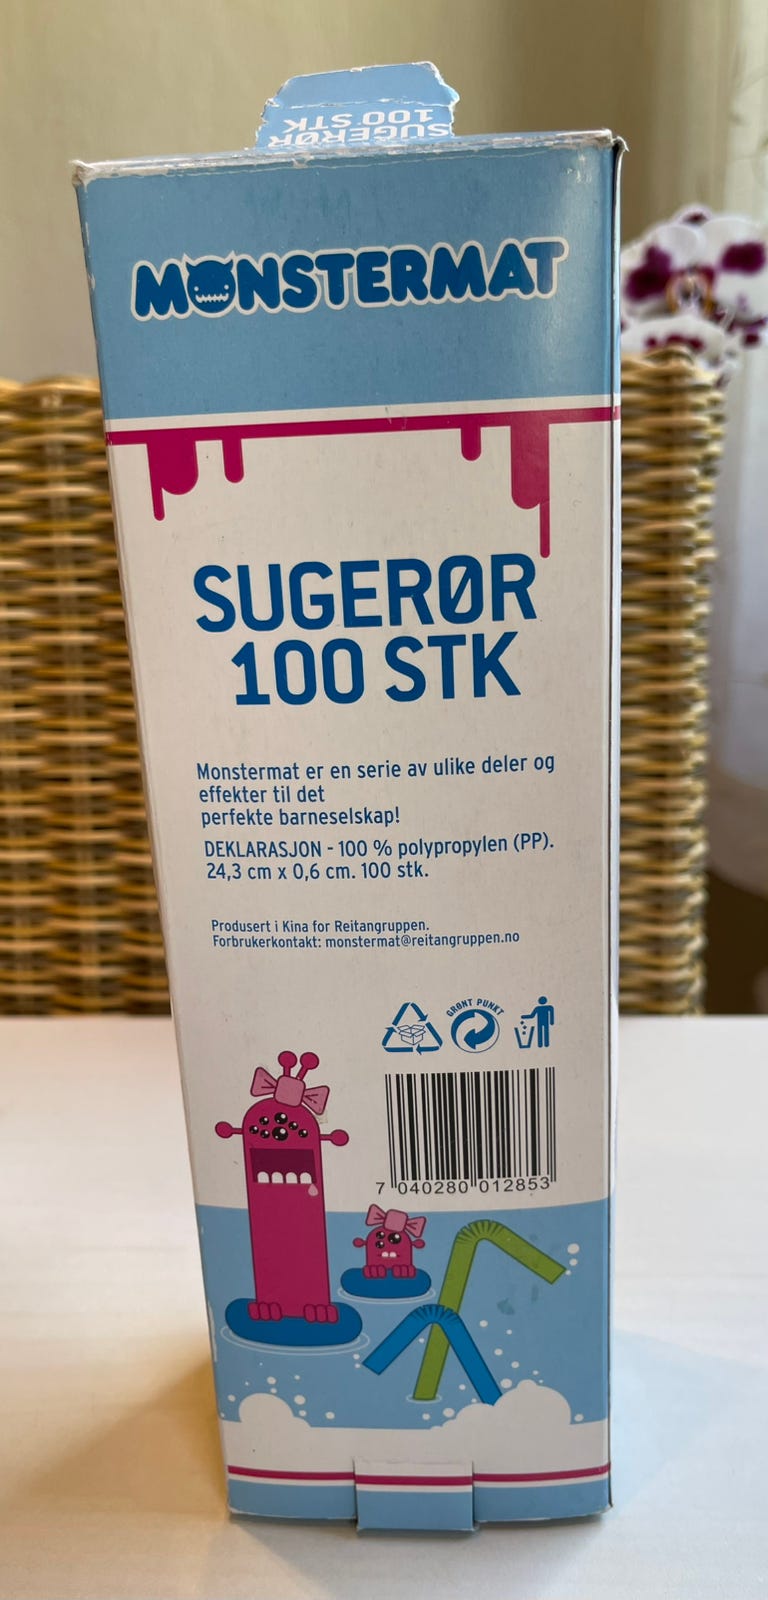 SUGERØR
100 STK
MONSTERMAT
SUGERØR
100 STK
Monstermat er en serie av ulike deler og
effekter til det
perfekte barneselskap!
DEKLARASJON - 100 % polypropylen (PP).
24,3 cm x 0,6 cm. 100 stk.
Produsert i Kina for Reitangruppen.
Forbrukerkontakt: monstermat@reitangruppen.no
GRØNT PUNKT
7 040280 012853